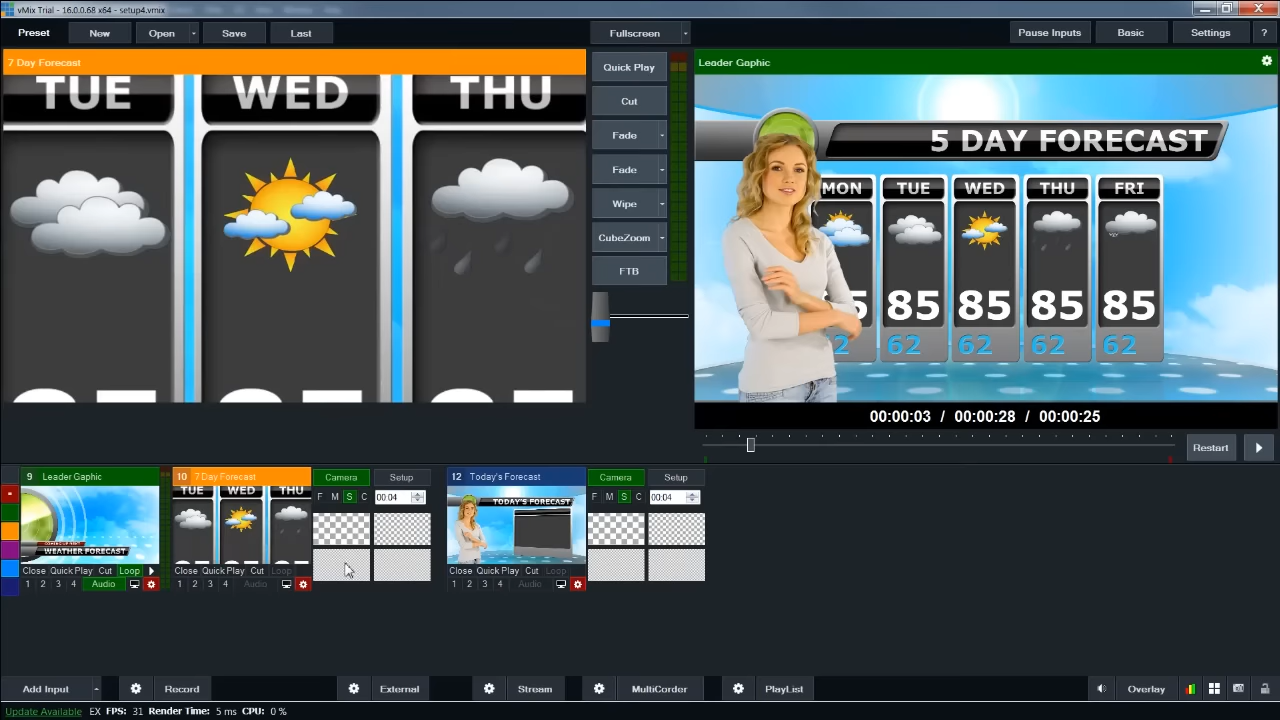 vMix Trial - 16.0.0.68 x64 - setup4.vmix
Preset New Open Save Last Fullscreen Pause Inputs Basic Settings ?
7 Day Forecast
Leader Gaphic
Quick Play
Cut
Fade
Fade
Wipe
CubeZoom
FTB
TUE WED THU
5 DAY FORECAST
MON TUE WED THU FRI
85 85 85 85
62 62 62 62
00:00:03 / 00:00:28 / 00:00:25
Restart
9 Leader Gaphic
10 7 Day Forecast
Camera Setup
12 Today's Forecast
Camera Setup
F M S C 00:04
F M S C 00:04
TUE WED THU
TODAY'S FORECAST
WEATHER FORECAST
Close Quick Play Cut Loop
Close Quick Play Cut Loop
Close Quick Play Cut Loop
1 2 3 4 Audio
1 2 3 4 Audio
1 2 3 4 Audio
Add Input Record External Stream MultiCorder PlayList Overlay
Update Available EX FPS: 31 Render Time: 5 ms CPU: 0 %